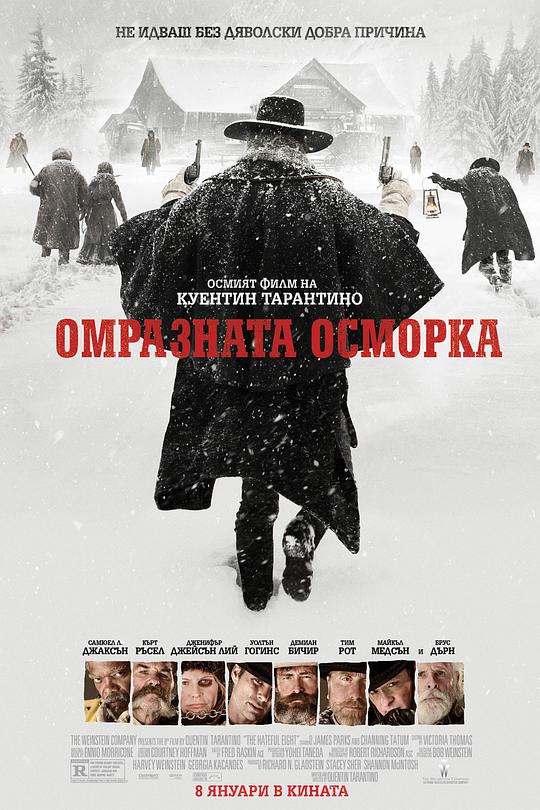 НЕ ИДВАШ БЕЗ ДЯВОЛСКИ ДОБРА ПРИЧИНА
ОСМИЯТ ФИЛМ НА
КУЕНТИН ТАРАНТИНО
ОМРАЗНАТА ОСМОРКА
САМЮЕЛ Л. ДЖАКСЪН
КЪРТ РЪСЕЛ
ДЖЕНИФЪР ДЖЕЙСЪН ЛИЙ
УОЛТЪН ГОГИНС
ДЕМИАН БИЧИР
ТИМ РОТ
МАЙКЪЛ МЕДСЪН
И
БРУС ДЪРН
THE WEINSTEIN COMPANY PRESENTS THE 8TH FILM BY QUENTIN TARANTINO "THE HATEFUL EIGHT" JAMES PARKS AND CHANNING TATUM VICTORIA THOMAS
ENNIO MORRICONE COURTNEY HOFFMAN FRED RASKIN ACE YOHEI TANEDA ROBERT RICHARDSON ASC BOB WEINSTEIN
HARVEY WEINSTEIN GEORGIA KACANDES RICHARD N. GLADSTEIN STACEY SHER SHANNON McINTOSH
QUENTIN TARANTINO
R
8 ЯНУАРИ В КИНАТА